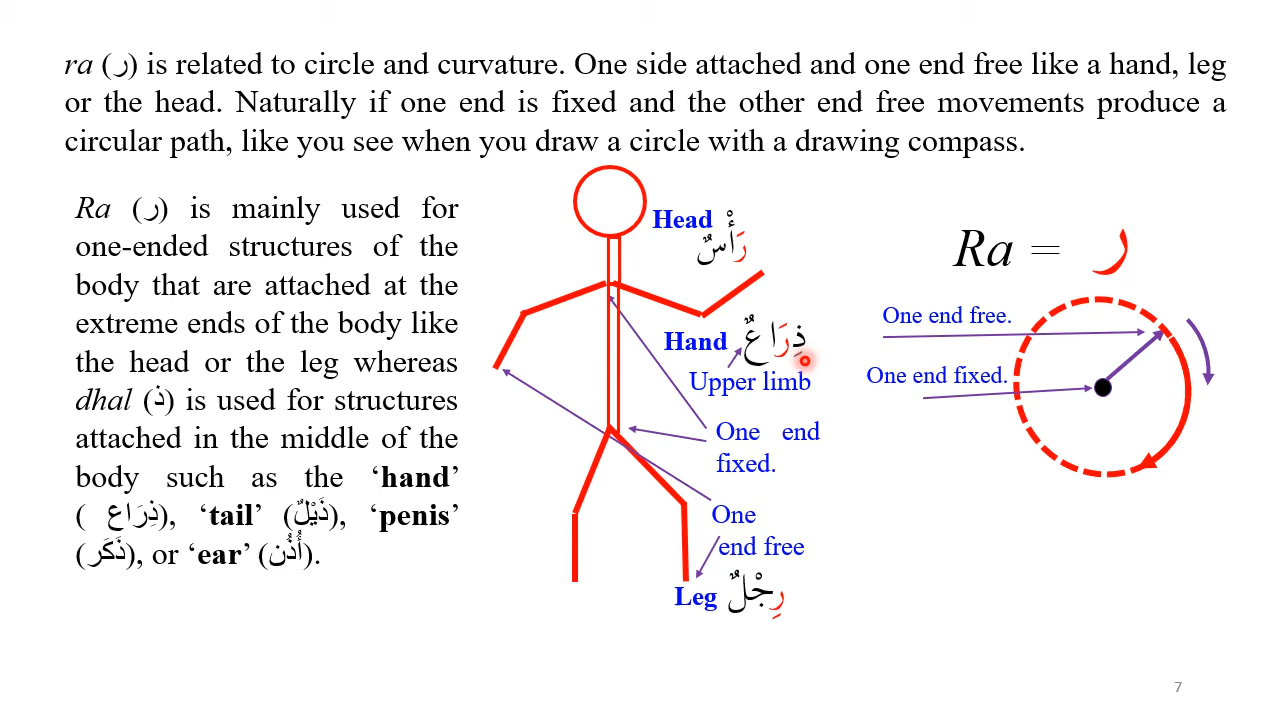 ra (ر) is related to circle and curvature. One side attached and one end free like a hand, leg
or the head. Naturally if one end is fixed and the other end free movements produce a
circular path, like you see when you draw a circle with a drawing compass.
Ra (ر) is mainly used for
one-ended structures of the
body that are attached at the
extreme ends of the body like
the head or the leg whereas
dhal (ذ) is used for structures
attached in the middle of the
body such as the ‘hand’
( ذِرَاع), ‘tail’ (ذَيْلٌ), ‘penis’
(ذَكَر), or ‘ear’ (أُذُن).
Head
رَأْسٌ
Hand ذِرَاعٌ
Upper limb
One end
fixed.
One
end free
Leg رِجْلٌ
Ra = ر
One end free.
One end fixed.
7